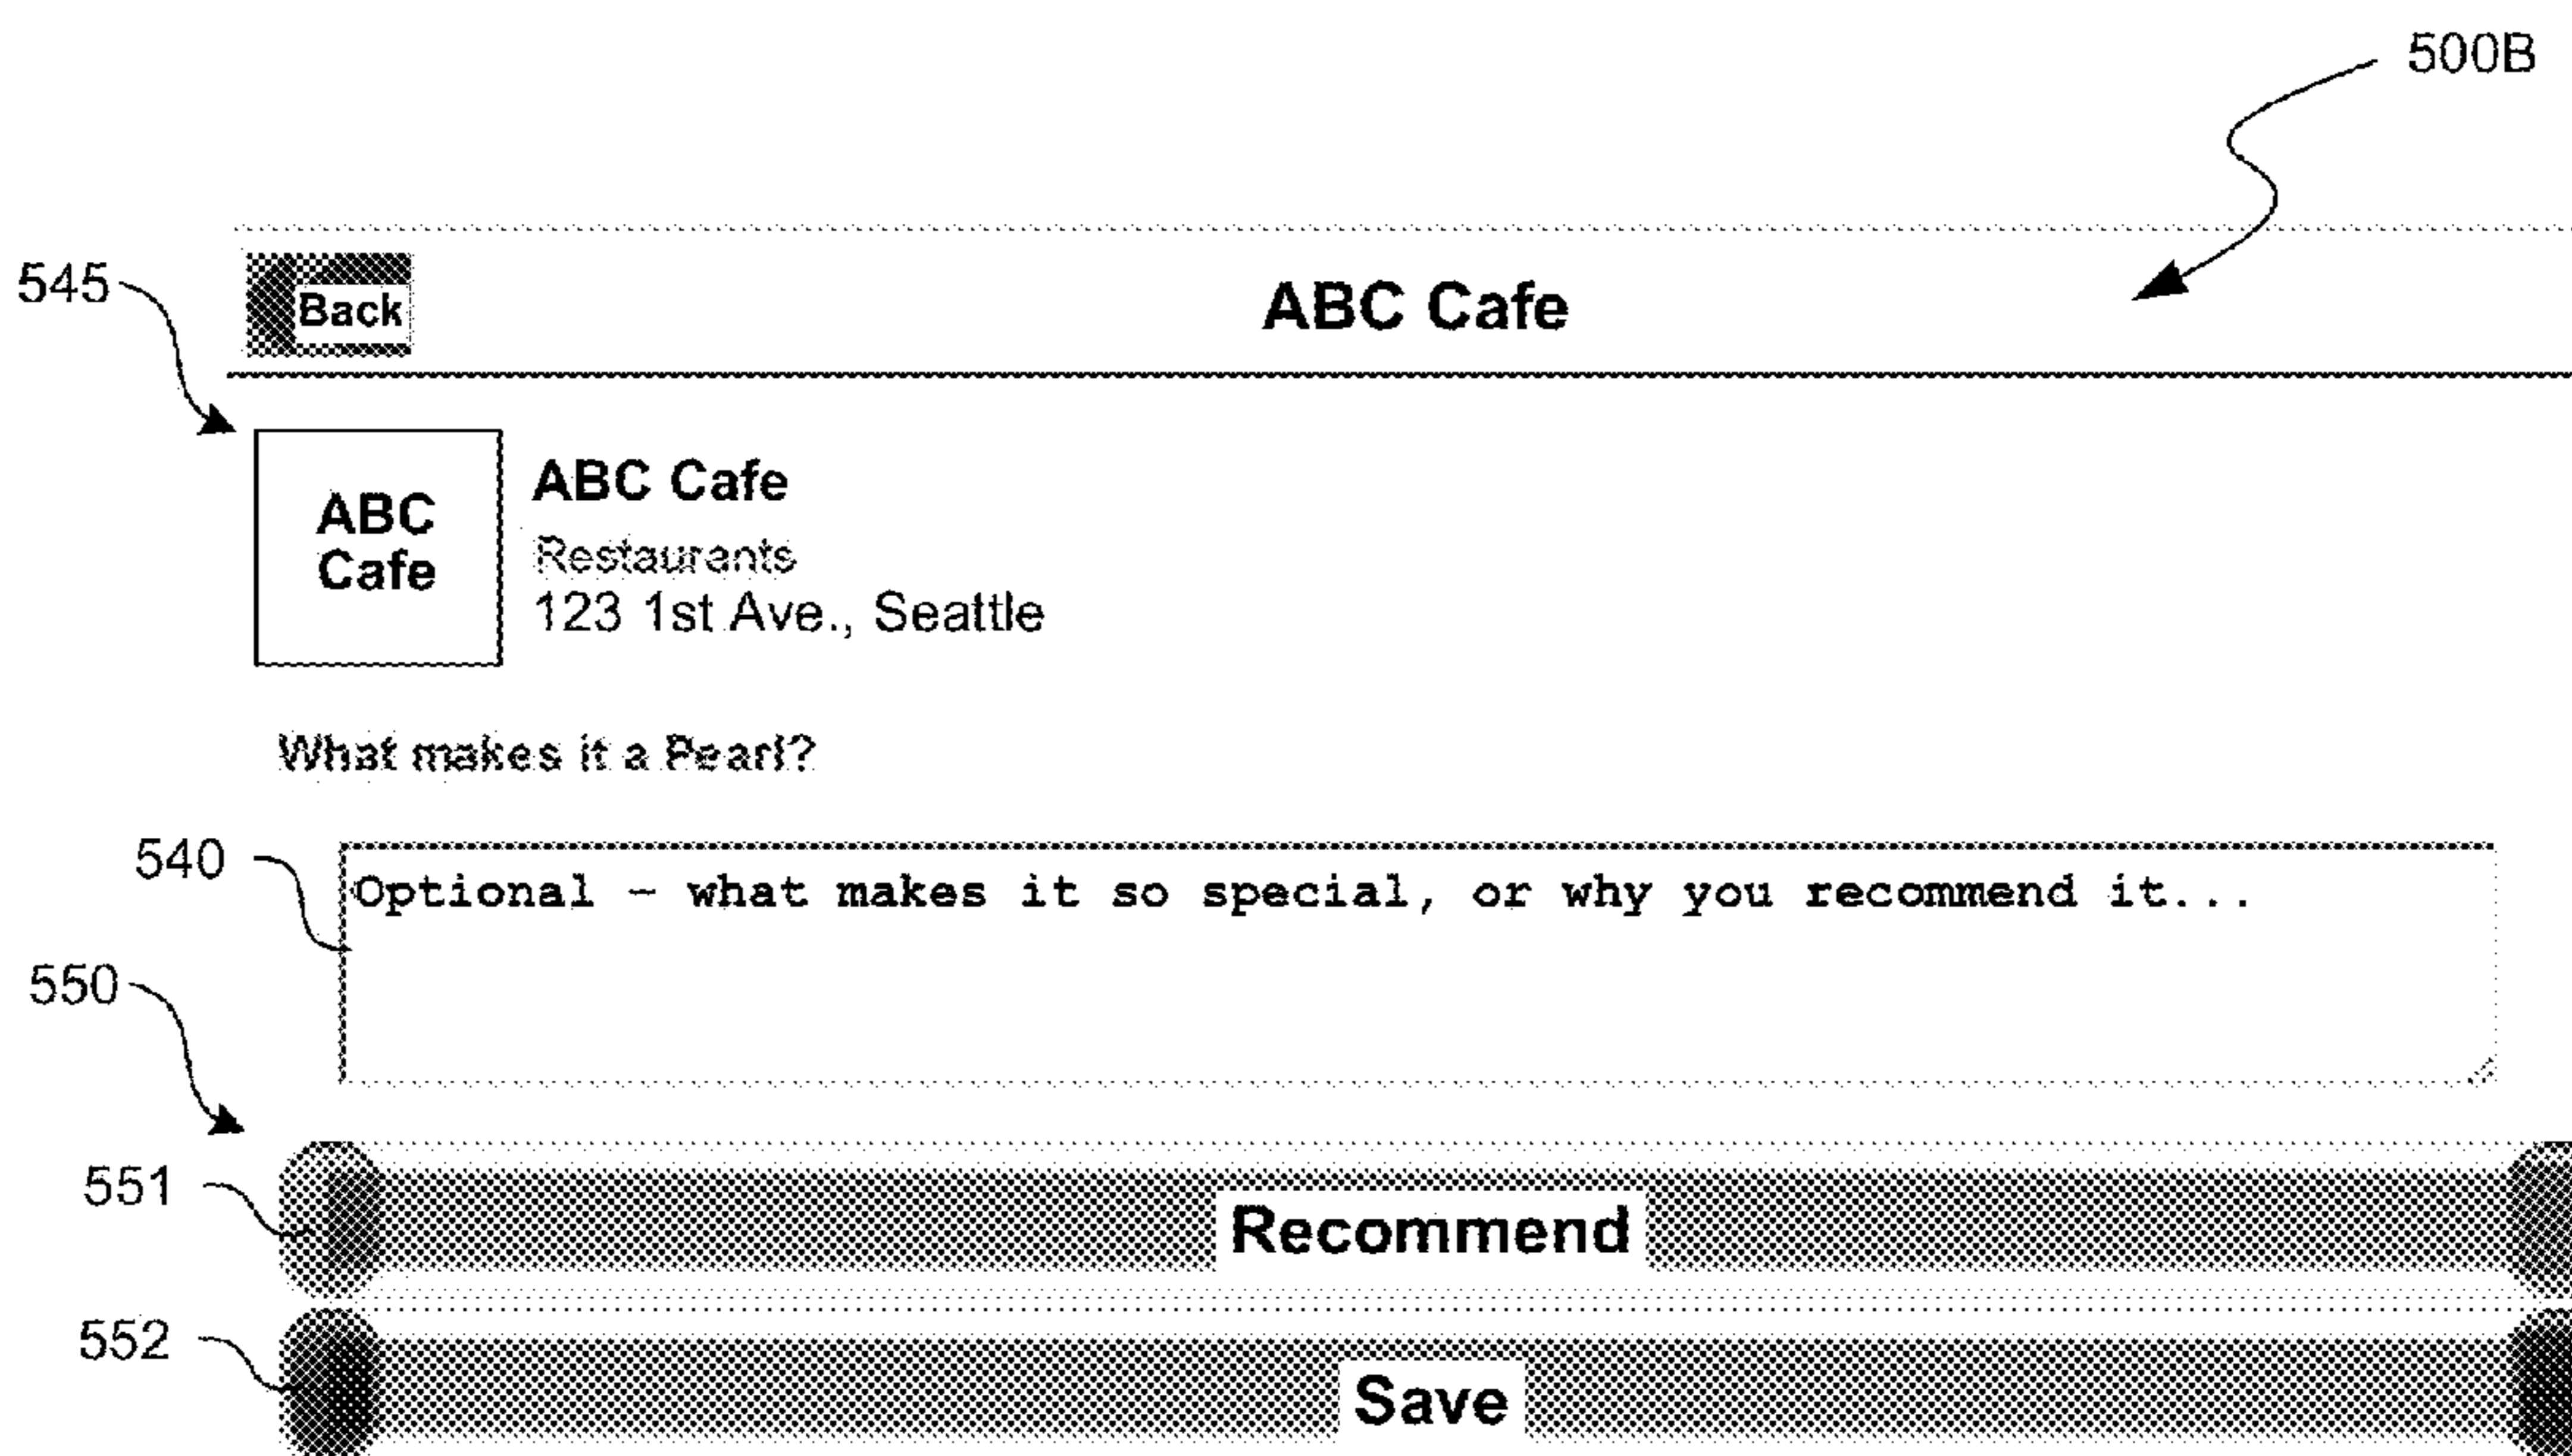 500B
545
Back
ABC Cafe
ABC
Cafe
ABC Cafe
Restaurants
123 1st Ave., Seattle
What makes it a Pearl?
540
Optional - what makes it so special, or why you recommend it...
550
551
Recommend
552
Save